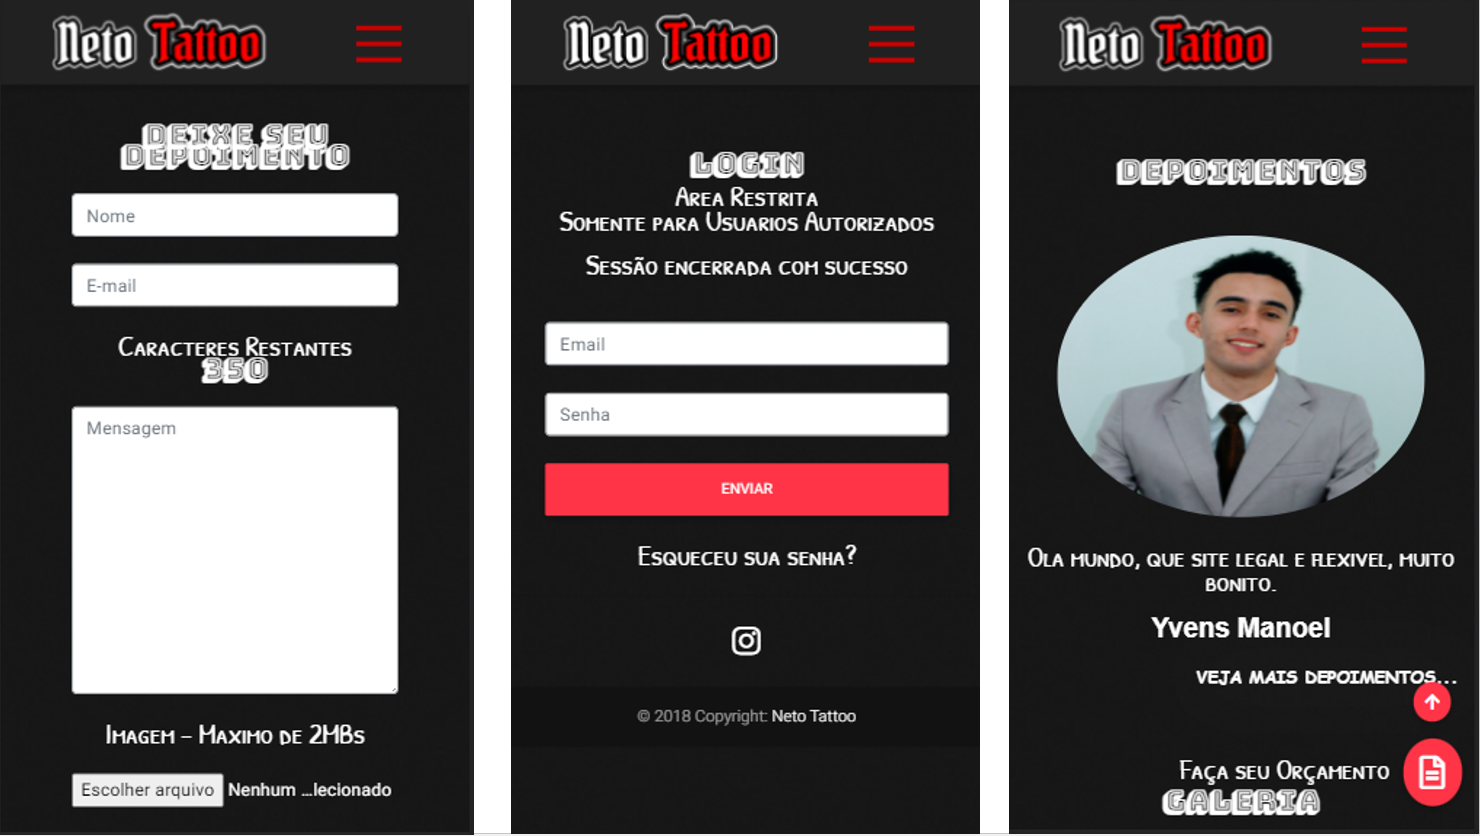 Neto Tattoo
DEIXE SEU
DEPOIMENTO
Nome
E-mail
Caracteres Restantes
350
Mensagem
Imagem - Maximo de 2MBs
Escolher arquivo Nenhum ...lecionado
Neto Tattoo
LOGIN
Area Restrita
Somente para Usuarios Autorizados
Sessão encerrada com sucesso
Email
Senha
ENVIAR
Esqueceu sua senha?
© 2018 Copyright: Neto Tattoo
Neto Tattoo
DEPOIMENTOS
Ola mundo, que site legal e flexivel, muito
bonito.
Yvens Manoel
VEJA MAIS DEPOIMENTOS...
Faça seu Orçamento
GALERIA